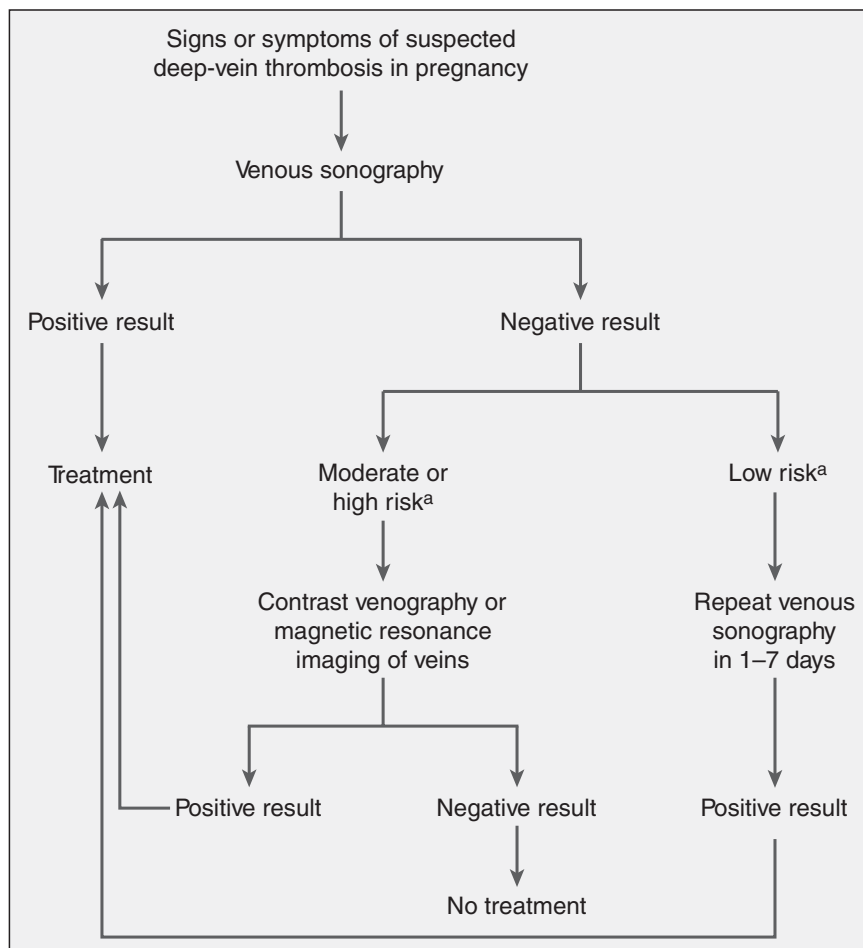 Signs or symptoms of suspected
deep-vein thrombosis in pregnancy
Venous sonography
Positive result
Negative result
Treatment
Moderate or
high riskᵃ
Low riskᵃ
Contrast venography or
magnetic resonance
imaging of veins
Repeat venous
sonography
in 1–7 days
Positive result
Negative result
Positive result
No treatment